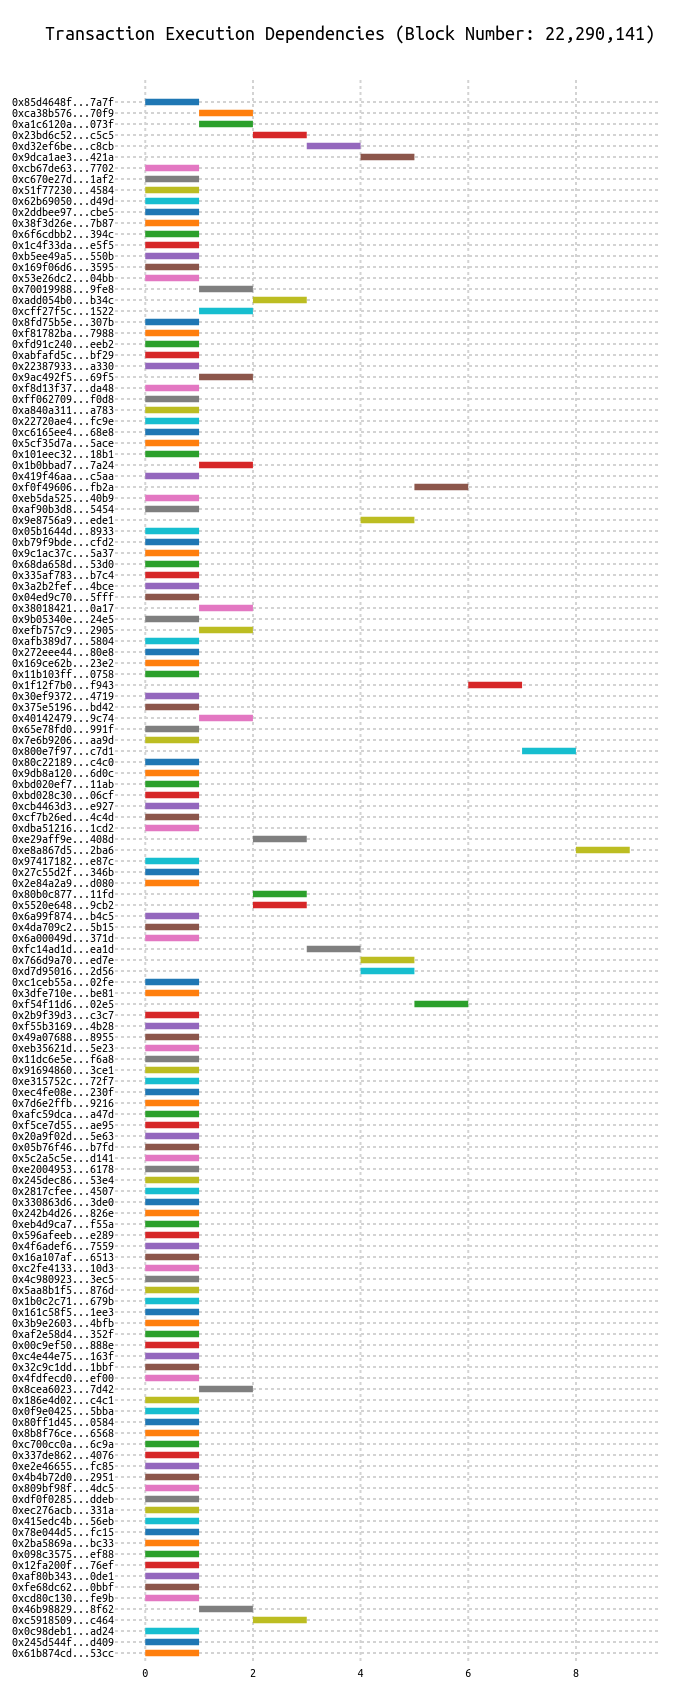 Transaction Execution Dependencies (Block Number: 22,290,141)
0x85d4648f...7a7f
0xca38b576...70f9
0xa1c6120a...073f
0x23bd6c52...c5c5
0xd32ef6be...c8cb
0x9dca1ae3...421a
0xcb67de63...7702
0xc670e27d...1af2
0x51f77230...4584
0x62b69050...d49d
0x2ddbee97...cbe5
0x38f3d26e...7b87
0x6f6cdbb2...394c
0x1c4f33da...e5f5
0xb5ee49a5...550b
0x169f06d6...3595
0x53e26dc2...04bb
0x70019988...9fe8
0xadd054b0...b34c
0xcff27f5c...1522
0x8fd75b5e...307b
0xf81782ba...7988
0xfd91c240...eeb2
0xabfafd5c...bf29
0x22387933...a330
0x9ac492f5...69f5
0xf8d13f37...da48
0xff062709...f0d8
0xa840a311...a783
0x22720ae4...fc9e
0xc6165ee4...68e8
0x5cf35d7a...5ace
0x101eec32...18b1
0x1b0bbad7...7a24
0x419f46aa...c5aa
0xf0f49606...fb2a
0xeb5da525...40b9
0xaf90b3d8...5454
0x9e8756a9...ede1
0x05b1644d...8933
0xb79f9bde...cfd2
0x9c1ac37c...5a37
0x68da658d...53d0
0x335af783...b7c4
0x3a2b2fef...4bce
0x04ed9c70...5fff
0x38018421...0a17
0x9b05340e...24e5
0xefb757c9...2905
0xafb389d7...5804
0x272eee44...80e8
0x169ce62b...23e2
0x11b103ff...0758
0x1f12f7b0...f943
0x30ef9372...4719
0x375e5196...bd42
0x40142479...9c74
0x65e78fd0...991f
0x7e6b9206...aa9d
0x800e7f97...c7d1
0x80c22189...c4c0
0x9db8a120...6d0c
0xbd020ef7...11ab
0xbd028c30...06cf
0xcb4463d3...e927
0xcf7b26ed...4c4d
0xdba51216...1cd2
0xe29aff9e...408d
0xe8a867d5...2ba6
0x97417182...e87c
0x27c55d2f...346b
0x2e84a2a9...d080
0x80b0c877...11fd
0x5520e648...9cb2
0x6a99f874...b4c5
0x4da709c2...5b15
0x6a00049d...371d
0xfc14ad1d...ea1d
0x766d9a70...ed7e
0xd7d95016...2d56
0xc1ceb55a...02fe
0x3dfe710e...be81
0xf54f11d6...02e5
0x2b9f39d3...c3c7
0xf55b3169...4b28
0x49a07688...8955
0xeb35621d...5e23
0x11dc6e5e...f6a8
0x91694860...3ce1
0xe315752c...72f7
0xec4fe08e...230f
0x7d6e2ffb...9216
0xafc59dca...a47d
0xf5ce7d55...ae95
0x20a9f02d...5e63
0x05b76f46...b7fd
0x5c2a5c5e...d141
0xe2004953...6178
0x245dec86...53e4
0x2817cfee...4507
0x330863d6...3de0
0x242b4d26...826e
0xeb4d9ca7...f55a
0x596afeeb...e289
0x4f6adef6...7559
0x16a107af...6513
0xc2fe4133...10d3
0x4c980923...3ec5
0x5aa8b1f5...876d
0x1b0c2c71...679b
0x161c58f5...1ee3
0x3b9e2603...4bfb
0xaf2e58d4...352f
0x00c9ef50...888e
0xc4e44e75...163f
0x32c9c1dd...1bbf
0x4fdfecd0...ef00
0x8cea6023...7d42
0x186e4d02...c4c1
0x0f9e0425...5bba
0x80ff1d45...0584
0x8b8f76ce...6568
0xc700cc0a...6c9a
0x337de862...4076
0xe2e46655...fc85
0x4b4b72d0...2951
0x809bf98f...4dc5
0xdf0f0285...ddeb
0xec276acb...331a
0x415edc4b...56eb
0x78e044d5...fc15
0x2ba5869a...bc33
0x098c3575...ef88
0x12fa200f...76ef
0xaf80b343...0de1
0xfe68dc62...0bbf
0xcd80c130...fe9b
0x46b98829...8f62
0xc5918509...c464
0x0c98deb1...ad24
0x245d544f...d409
0x61b874cd...53cc
0 2 4 6 8